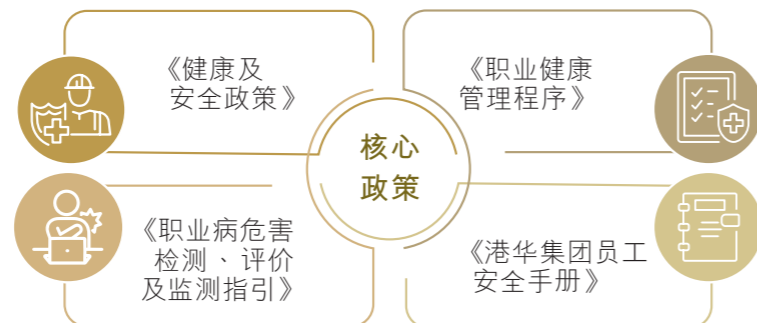 《健康及
安全政策》
《职业健康
管理程序》
核心
政策
《职业病危害
检测、评价
及监测指引》
《港华集团员工
安全手册》